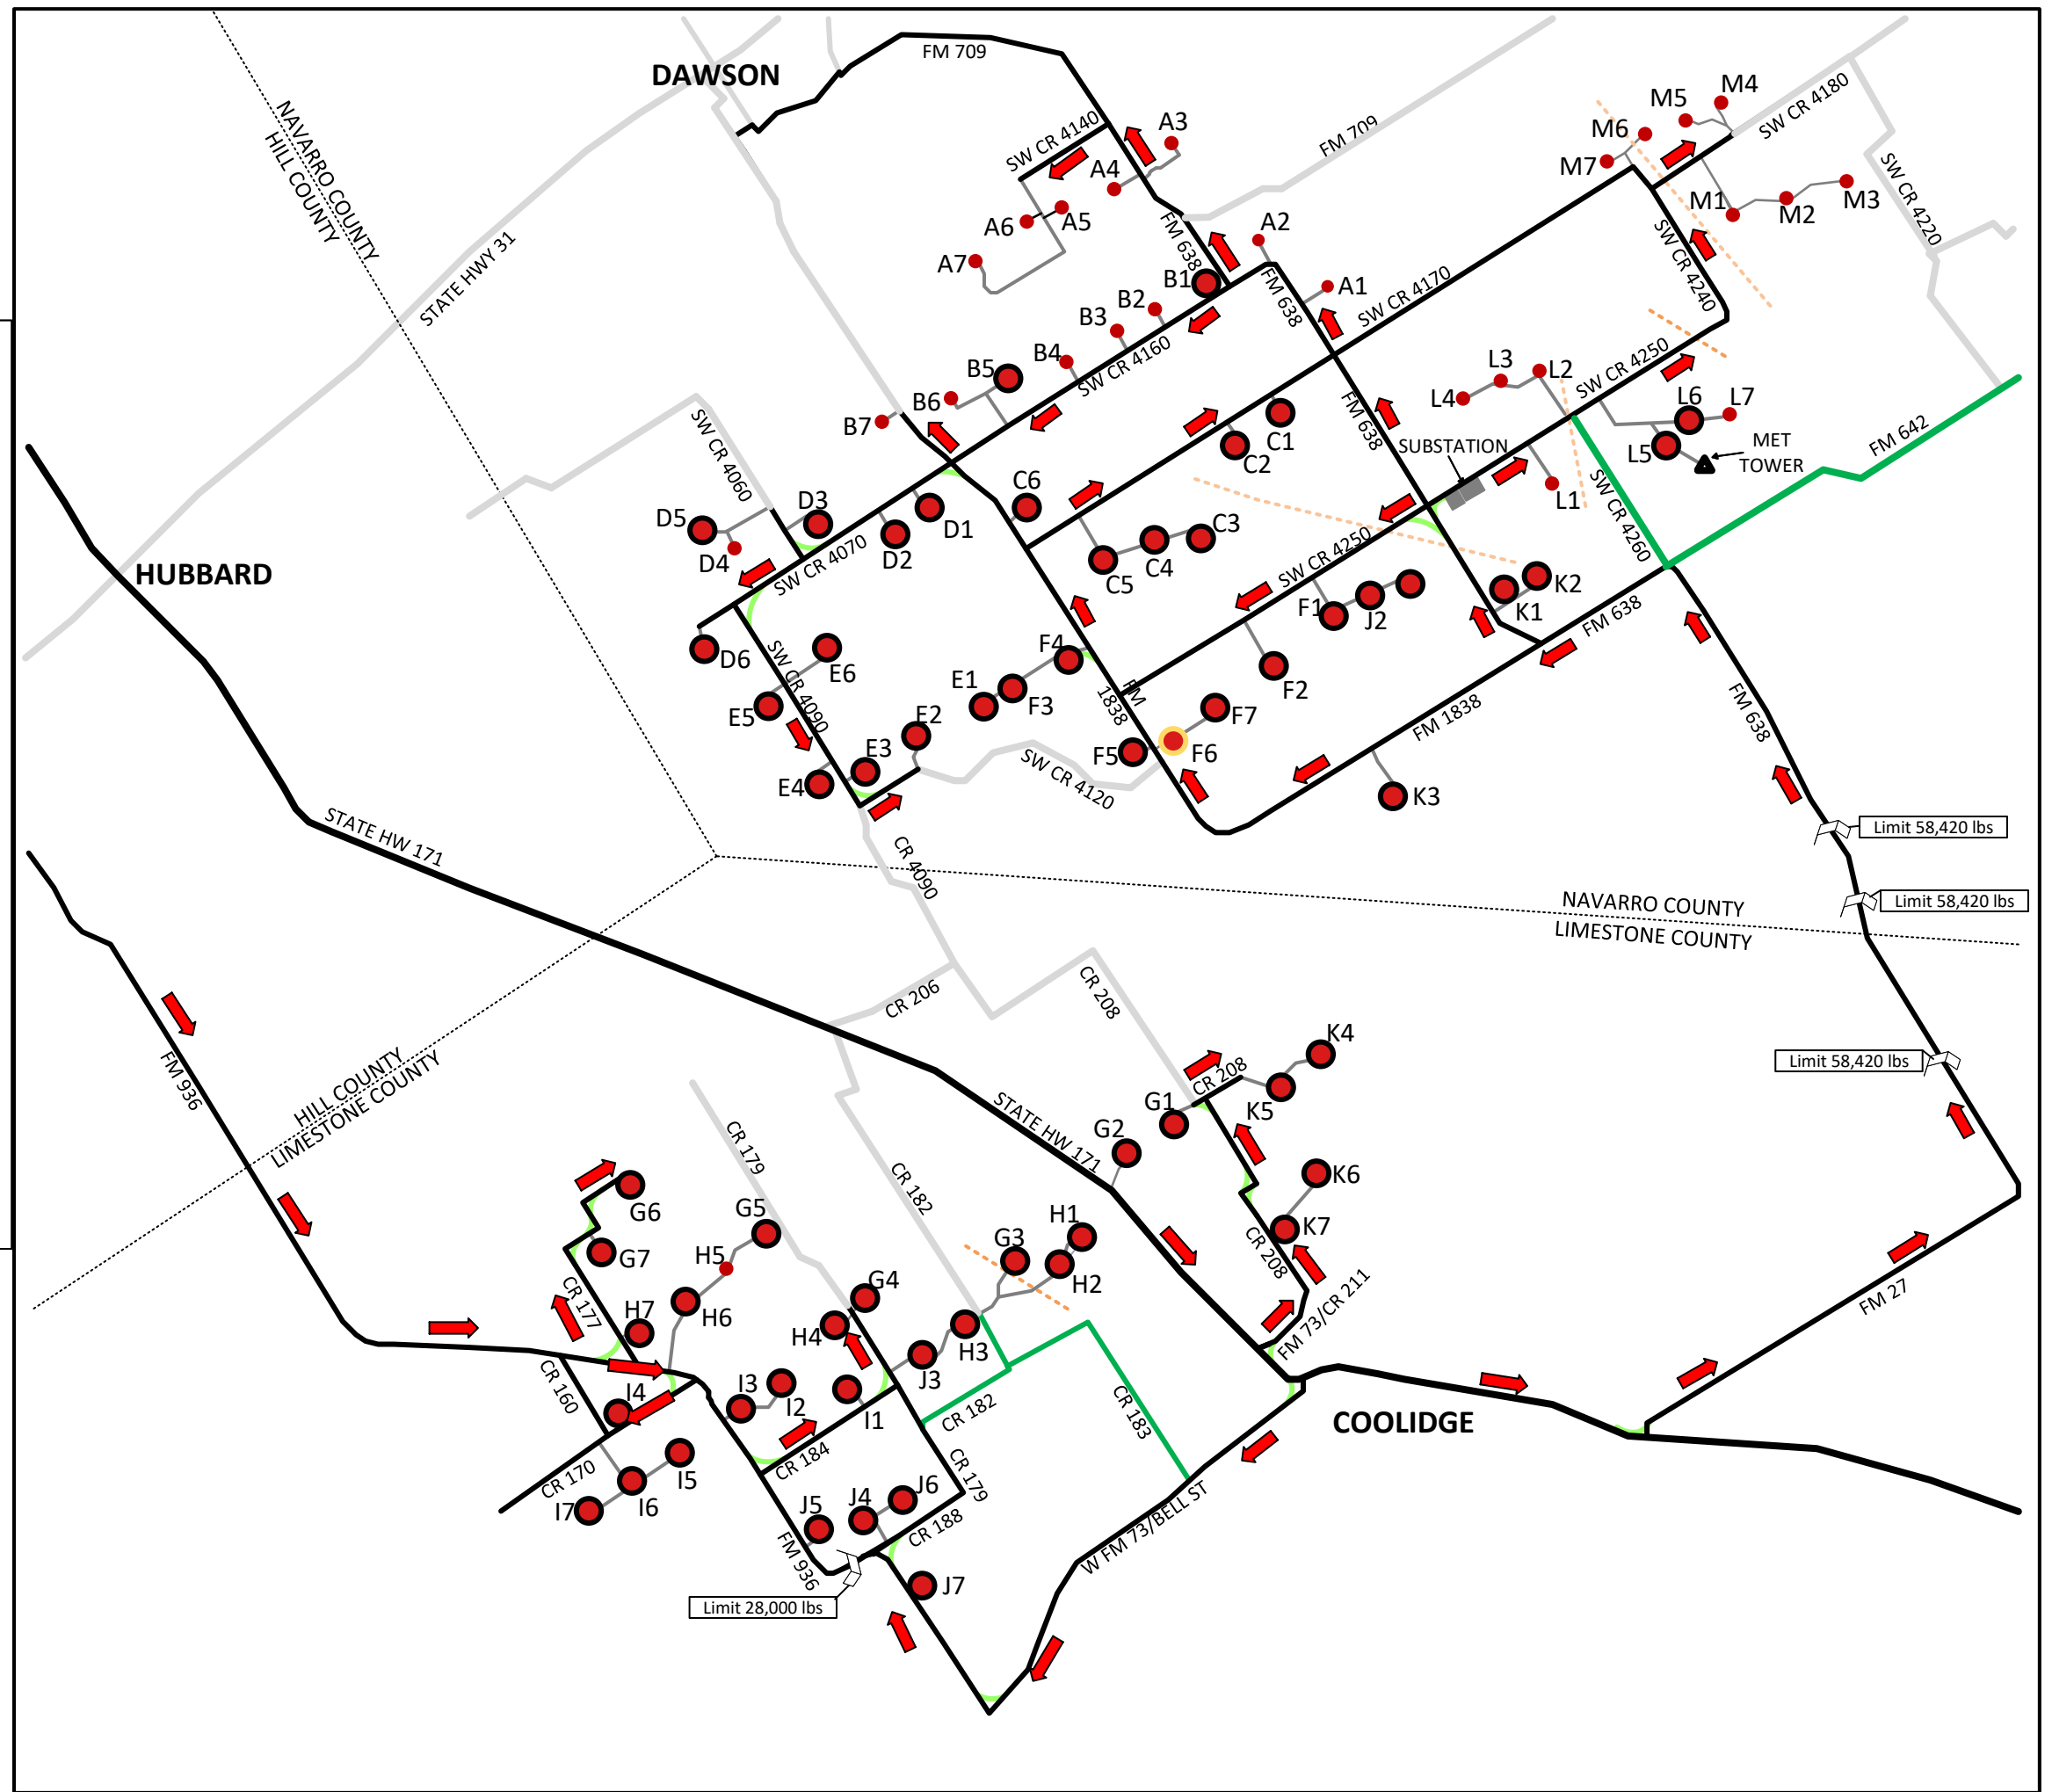 FM 709
DAWSON
NAVARRO COUNTY
HILL COUNTY
STATE HWY 31
SW CR 4140
A3
A4
A5
A6
A7
FM 638
FM 709
A2
A1
FM 638
M4
M5
M6
M7
SW CR 4180
M1
M2
M3
SW CR 4220
SW CR 4240
SW CR 4170
B1
B2
B3
B4
SW CR 4160
B5
B6
B7
L3
L2
L4
SW CR 4250
L6
L7
L5
MET
TOWER
FM 642
FM 638
SUBSTATION
C1
C2
L1
SW CR 4260
SW CR 4060
D3
D5
D4
D1
D2
C6
C3
C4
C5
SW CR 4070
HUBBARD
SW CR 4250
F1
J2
K2
K1
FM 638
D6
E6
F4
SW CR 4090
E5
E1
F3
F2
FM
1838
F7
F5
F6
FM 1838
FM 638
E2
E3
E4
SW CR 4120
K3
STATE HW 171
CR 4090
Limit 58,420 lbs
Limit 58,420 lbs
NAVARRO COUNTY
LIMESTONE COUNTY
CR 206
CR 208
FM 936
HILL COUNTY
LIMESTONE COUNTY
K4
Limit 58,420 lbs
CR 208
K5
G1
STATE HW 171
G2
CR 179
CR 182
K6
K7
CR 208
G6
G7
G5
H5
G3
H1
H2
CR 177
H7
H6
G4
H4
H3
FM 73/CR 211
FM 27
CR 160
I4
I3
I2
I1
J3
CR 182
CR 183
COOLIDGE
CR 184
CR 170
I5
I6
I7
CR 179
J6
J4
J5
CR 188
W FM 73/BELL ST
FM 936
J7
Limit 28,000 lbs